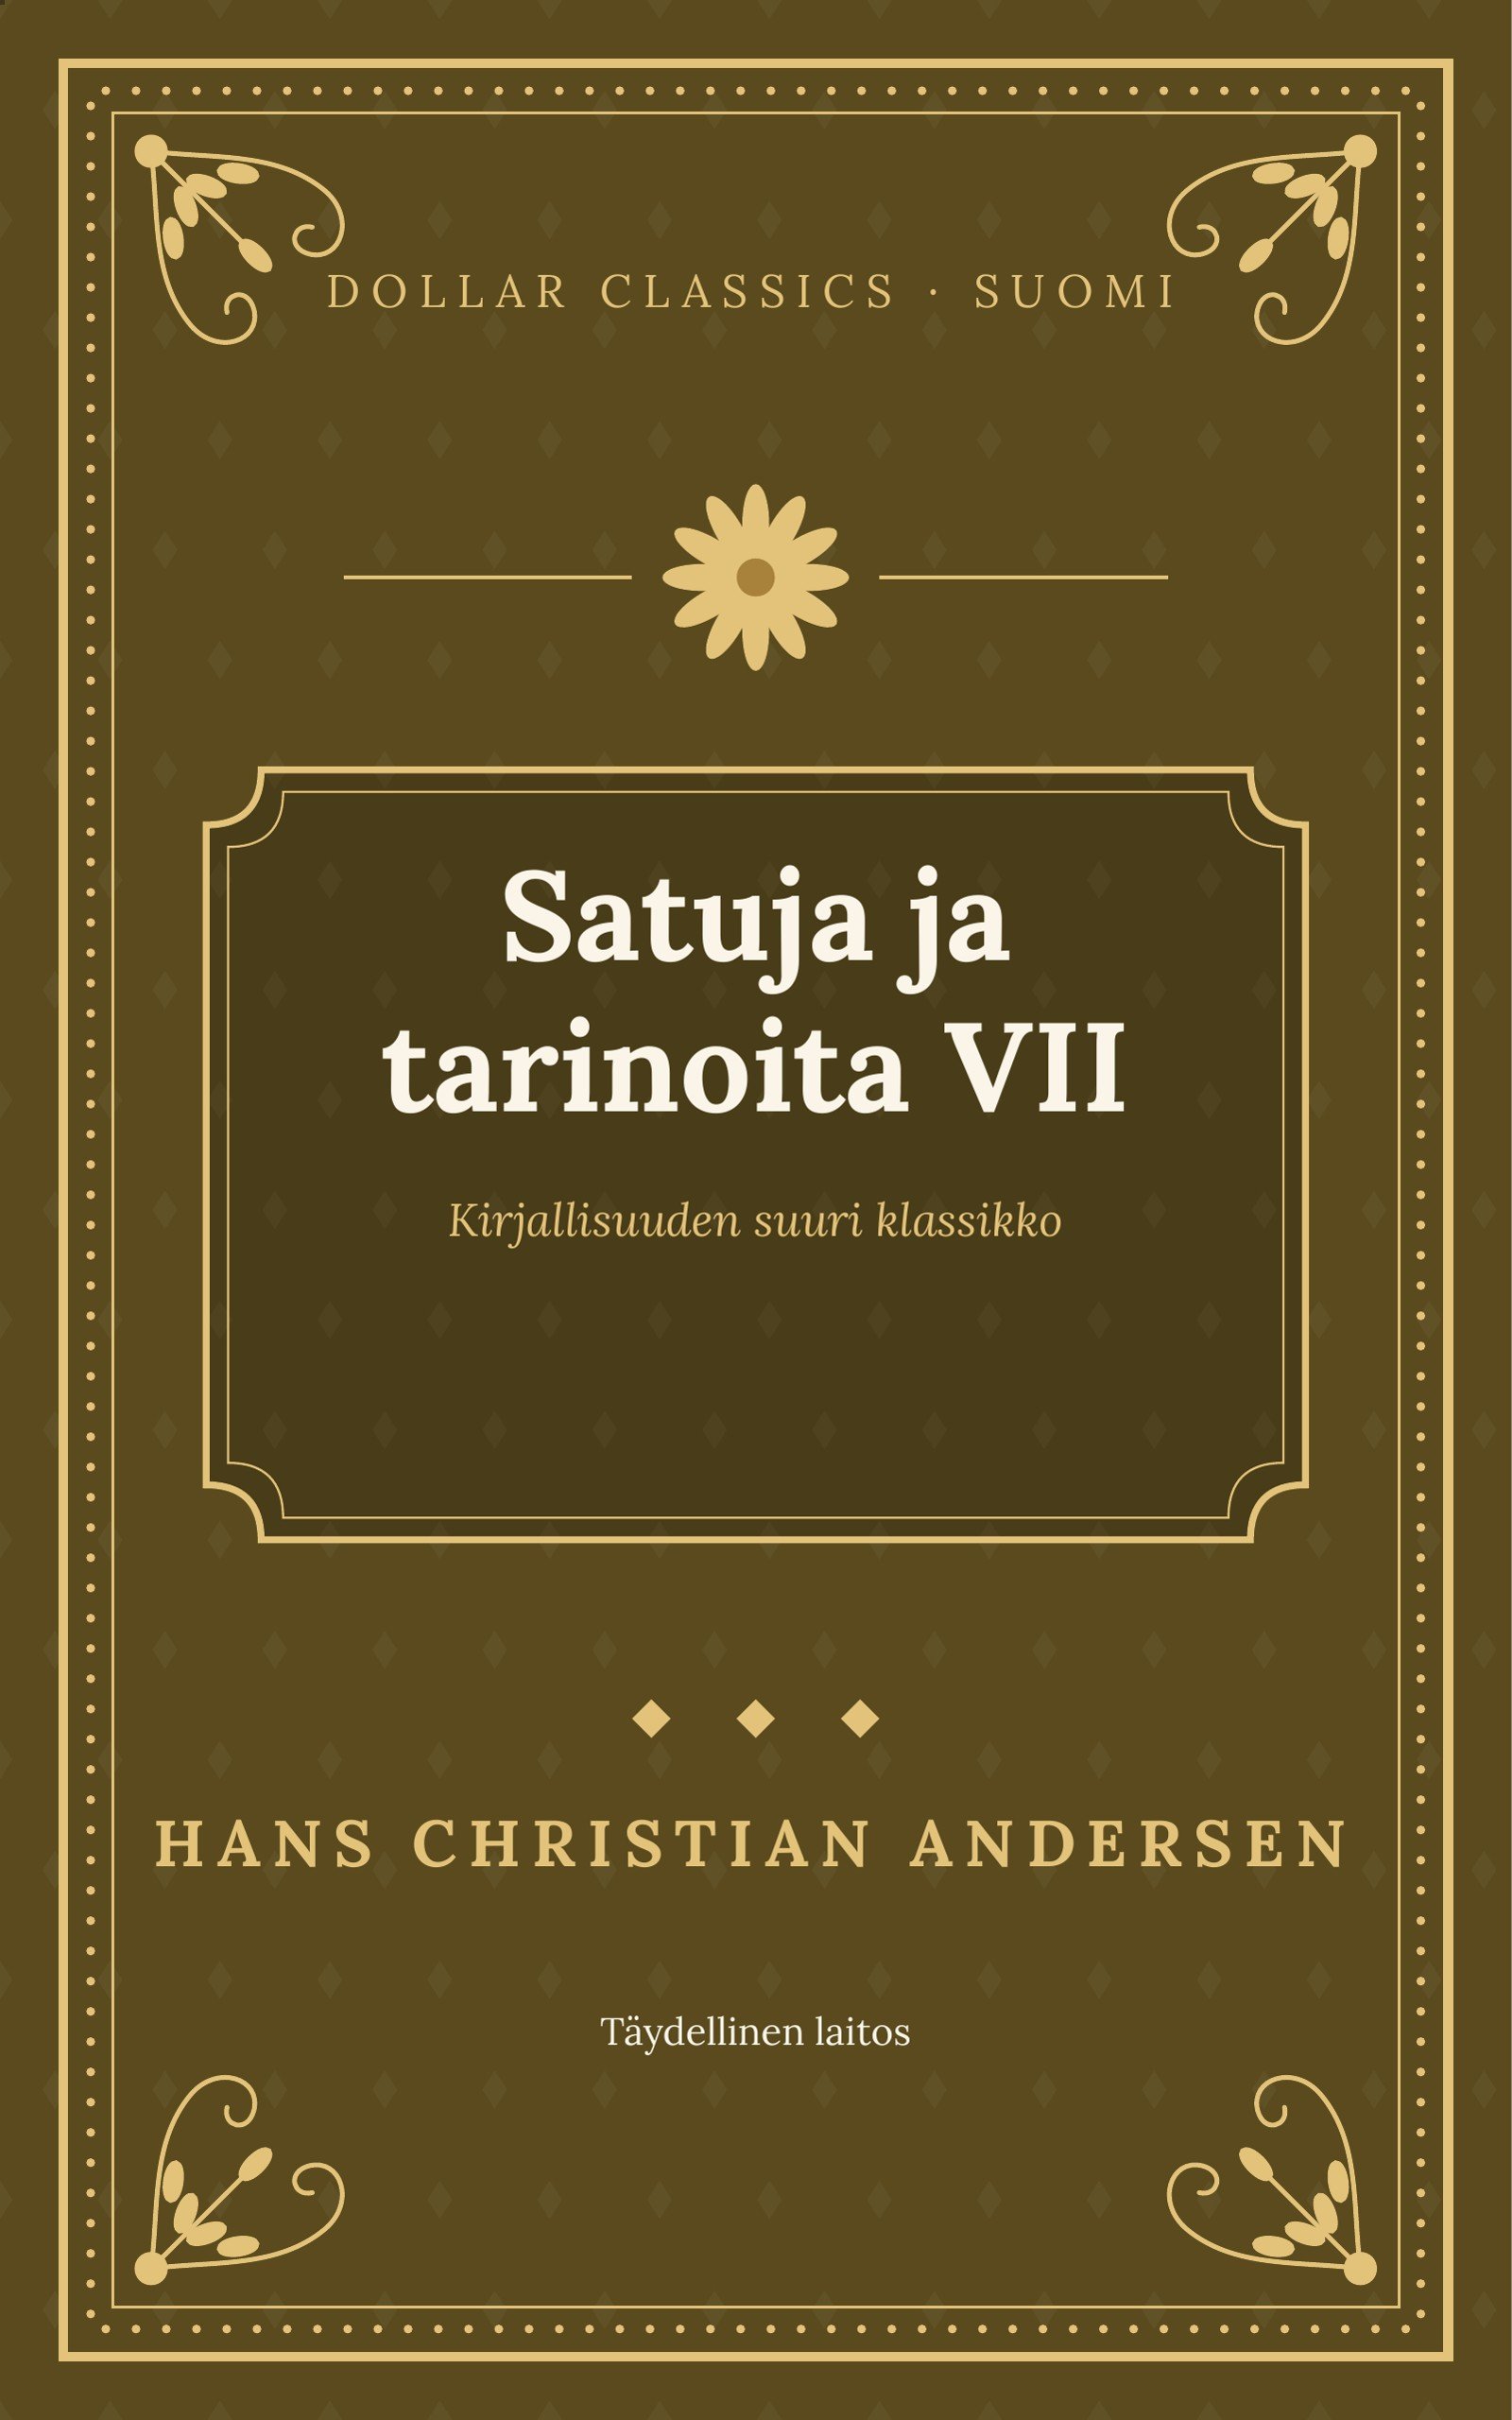 DOLLAR CLASSICS · SUOMI
Satuja ja
tarinoita VII
Kirjallisuuden suuri klassikko
HANS CHRISTIAN ANDERSEN
Täydellinen laitos